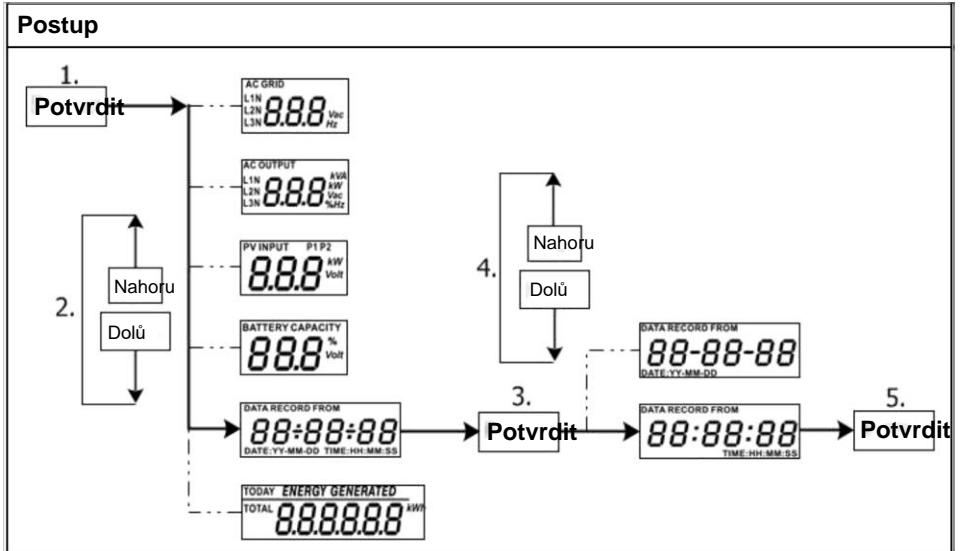 Postup
1.
Potvrdit
AC GRID
L1N
L2N
L3N
8.8.8 Vac
Hz
AC OUTPUT
L1N
L2N
L3N
8.8.8 kVA
kW
Vac
%Hz
2.
Nahoru
Dolů
PV INPUT P1 P2
8.8.8 kW
Volt
BATTERY CAPACITY
88.8 %
Volt
DATA RECORD FROM
88÷88÷88
DATE:YY-MM-DD TIME:HH:MM:SS
TODAY ENERGY GENERATED
TOTAL 8.8.8.8.8.8 kWh
3.
Potvrdit
4.
Nahoru
Dolů
DATA RECORD FROM
88-88-88
DATE:YY-MM-DD
DATA RECORD FROM
88:88:88
TIME:HH:MM:SS
5.
Potvrdit